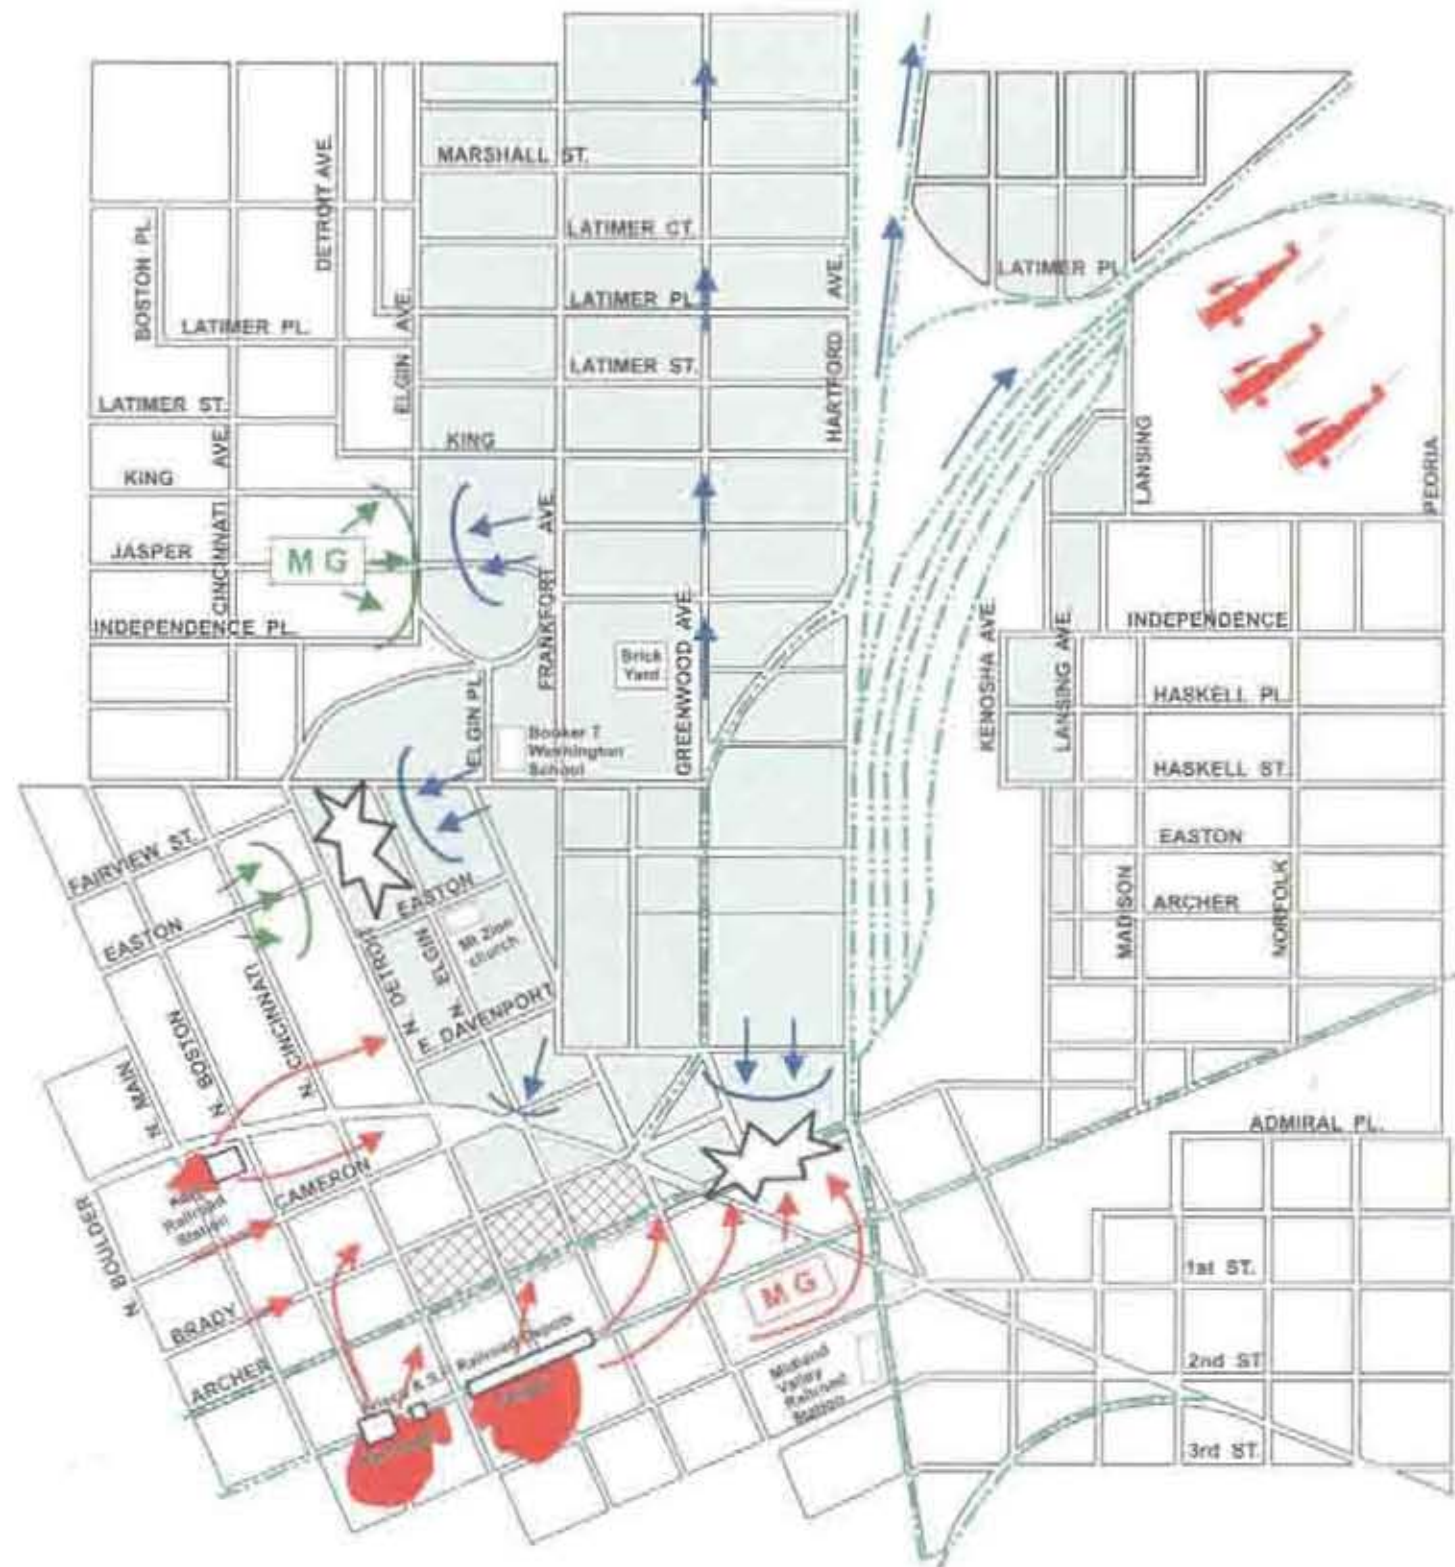 MARSHALL ST.
DETROIT AVE.
BOSTON PL.
LATIMER CT.
LATIMER PL.
LATIMER PL.
LATIMER PL.
ELGIN AVE.
HARTFORD AVE.
LATIMER ST.
LATIMER ST.
KING
KING
CINCINNATI AVE.
LANSING
PEORIA
JASPER
MG
FRANKFORT AVE.
INDEPENDENCE PL.
INDEPENDENCE
Brick
Yard
GREENWOOD AVE.
KENOSHA AVE.
LANSING AVE.
HASKELL PL.
ELGIN PL.
Booker T
Washington
School
HASKELL ST.
FAIRVIEW ST.
EASTON
EASTON
EASTON
MADISON
ARCHER
NORFOLK
Mt Zion
church
N. DETROIT
N. ELGIN
E. DAVENPORT
N. CINCINNATI
N. BOSTON
N. MAIN
ADMIRAL PL.
Railroad
Station
CAMERON
N. BOULDER
BRADY
ARCHER
MG
1st ST.
Railroad Depots
Midland
Valley
Railroad
Station
2nd ST
3rd ST.